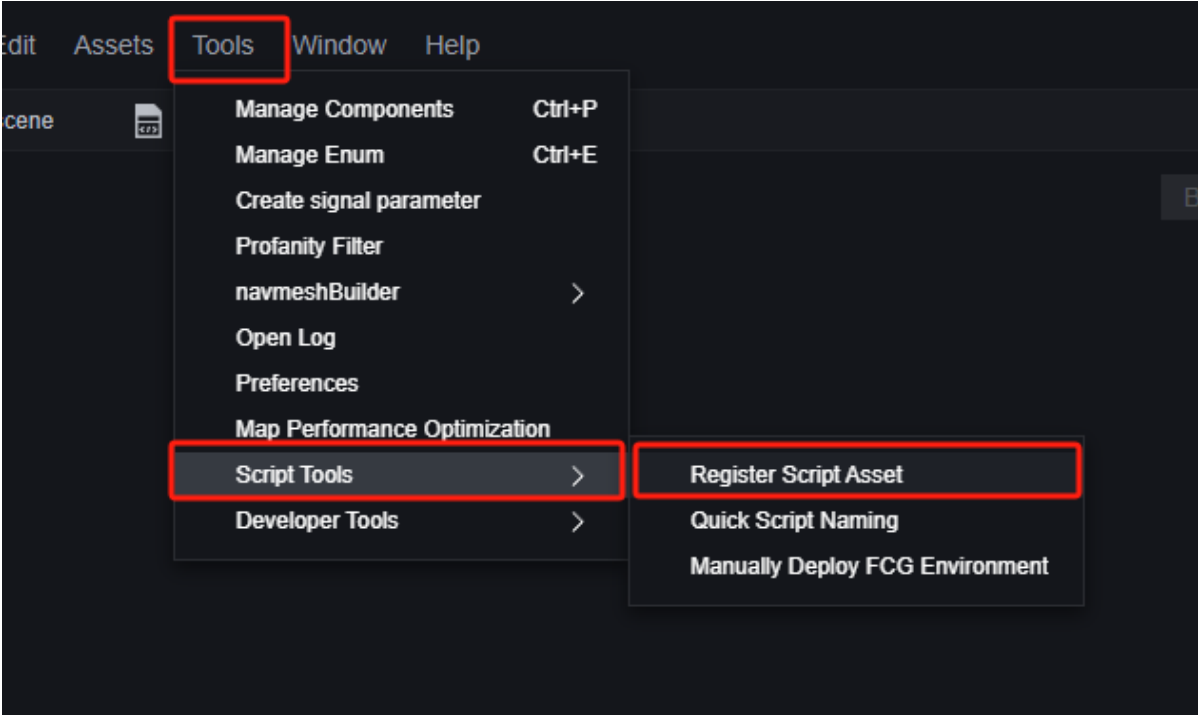 Edit Assets Tools Window Help
scene
Manage Components Ctrl+P
Manage Enum Ctrl+E
Create signal parameter
Profanity Filter
navmeshBuilder
Open Log
Preferences
Map Performance Optimization
Script Tools
Register Script Asset
Developer Tools
Quick Script Naming
Manually Deploy FCG Environment